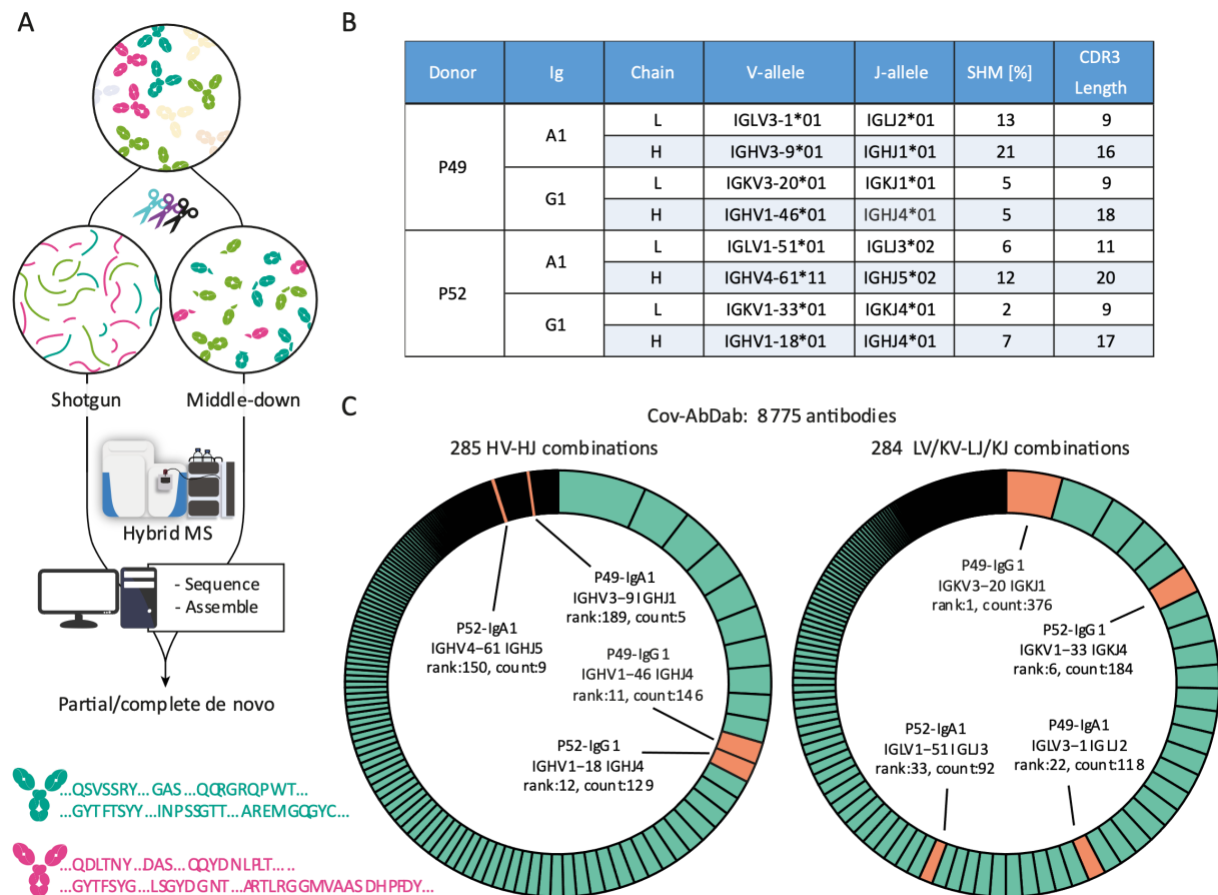 A
Shotgun
Middle-down
Hybrid MS
- Sequence
- Assemble
Partial/complete de novo
...QSVSSRY...GAS...QQRGRQPWT...
...GYTFTSYY...INPSSGTT...AREMGQGYC...
...QDLTNY...DAS...QQYDNLPLT.....
...GYTFSYG...LSGYDGNT...ARTLRGGMVAASDHPFDY...
B
Donor Ig Chain V-allele J-allele SHM [%] CDR3 Length
P49 A1 L IGLV3-1*01 IGLJ2*01 13 9
H IGHV3-9*01 IGHJ1*01 21 16
G1 L IGKV3-20*01 IGKJ1*01 5 9
H IGHV1-46*01 IGHJ4*01 5 18
P52 A1 L IGLV1-51*01 IGLJ3*02 6 11
H IGHV4-61*11 IGHJ5*02 12 20
G1 L IGKV1-33*01 IGKJ4*01 2 9
H IGHV1-18*01 IGHJ4*01 7 17
C
Cov-AbDab: 8775 antibodies
285 HV-HJ combinations
P49-IgA1
IGHV3-9 IGHJ1
rank:189, count:5
P52-IgA1
IGHV4-61 IGHJ5
rank:150, count:9
P49-IgG1
IGHV1-46 IGHJ4
rank:11, count:146
P52-IgG1
IGHV1-18 IGHJ4
rank:12, count:129
284 LV/KV-LJ/KJ combinations
P49-IgG1
IGKV3-20 IGKJ1
rank:1, count:376
P52-IgG1
IGKV1-33 IGKJ4
rank:6, count:184
P52-IgA1
IGLV1-51 IGLJ3
rank:33, count:92
P49-IgA1
IGLV3-1 IGLJ2
rank:22, count:118